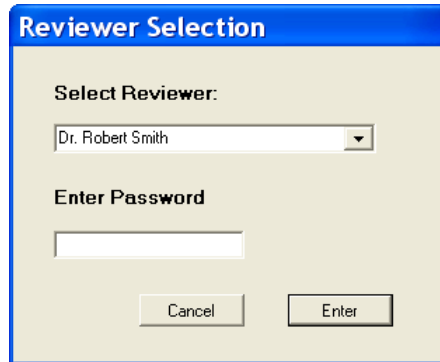 Reviewer Selection
Select Reviewer:
Dr. Robert Smith
Enter Password
Cancel Enter